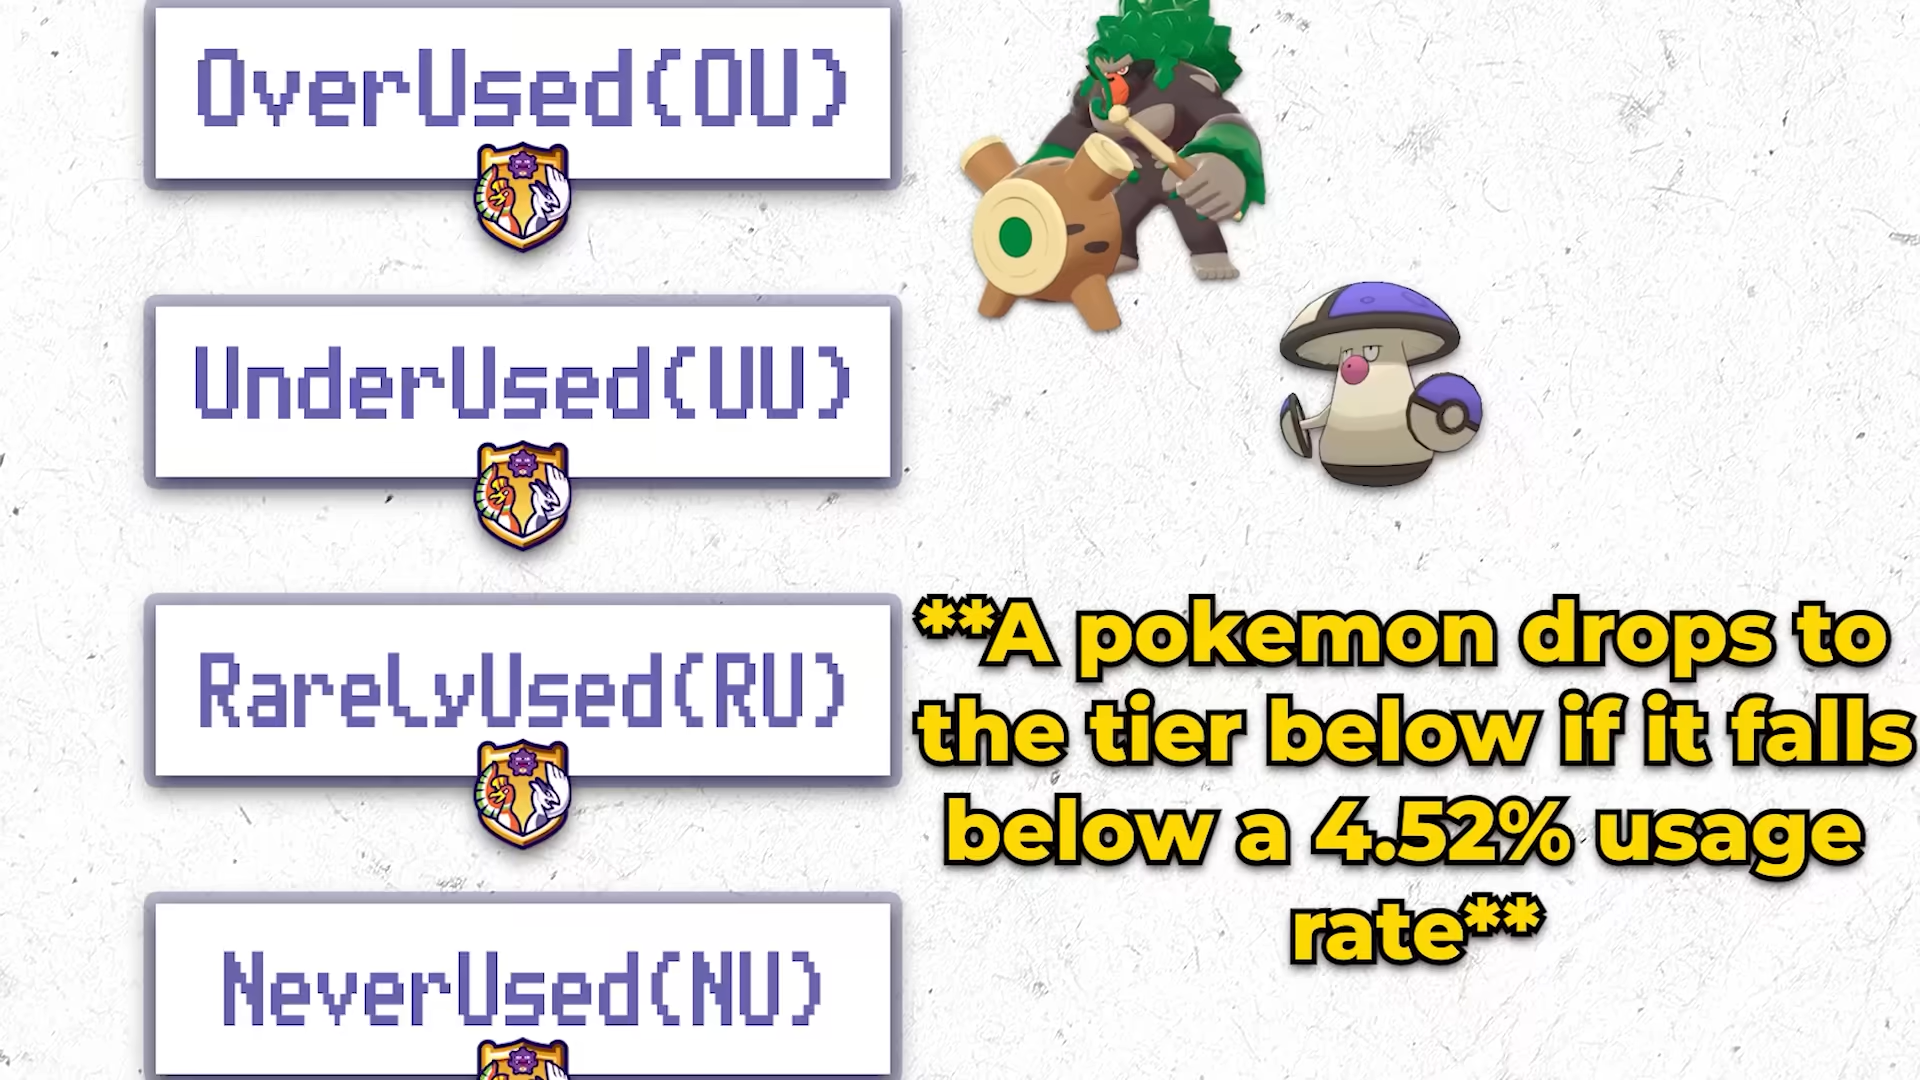 OverUsed(OU)
UnderUsed(UU)
RarelyUsed(RU)
NeverUsed(NU)
**A pokemon drops to
the tier below if it falls
below a 4.52% usage
rate**